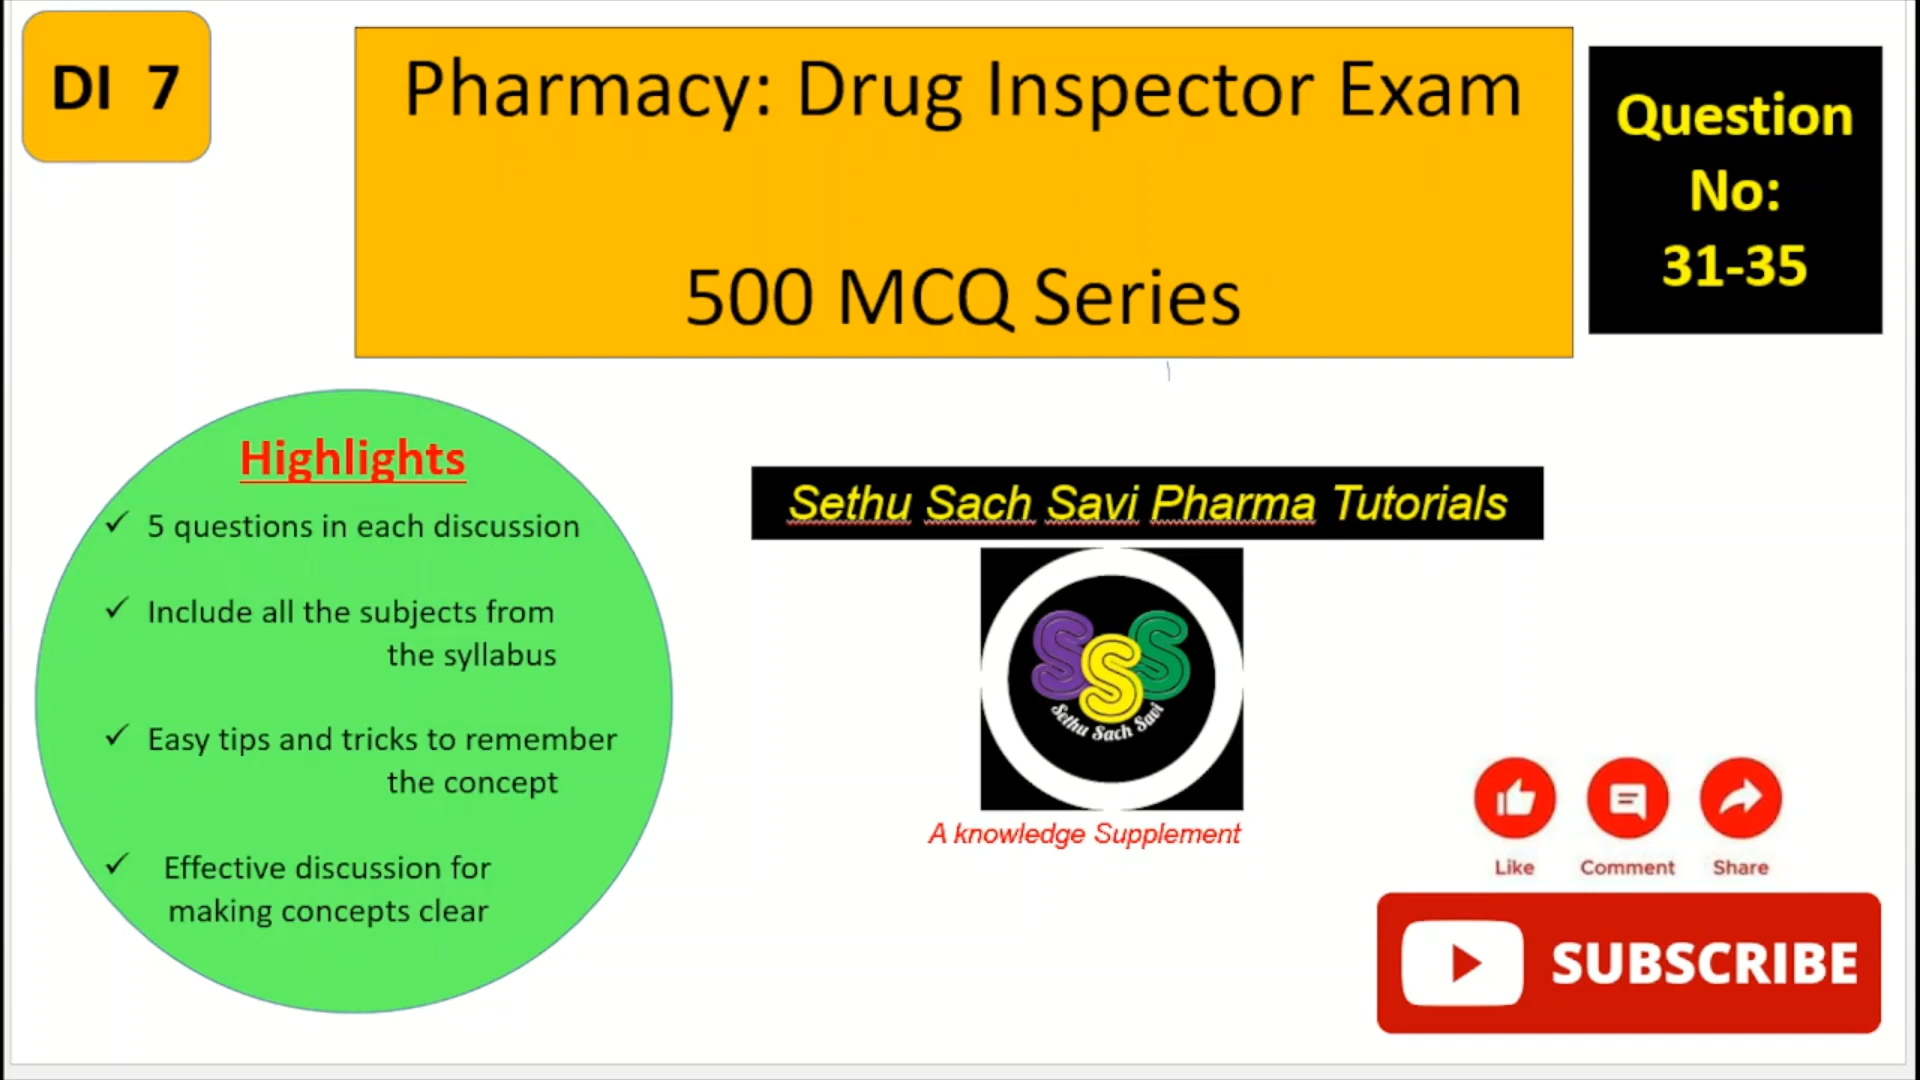 DI 7
Pharmacy: Drug Inspector Exam
500 MCQ Series
Question
No:
31-35
Highlights
✓ 5 questions in each discussion
✓ Include all the subjects from
the syllabus
✓ Easy tips and tricks to remember
the concept
✓ Effective discussion for
making concepts clear
Sethu Sach Savi Pharma Tutorials
SSS
Sethu Sach Savi
A knowledge Supplement
Like Comment Share
SUBSCRIBE